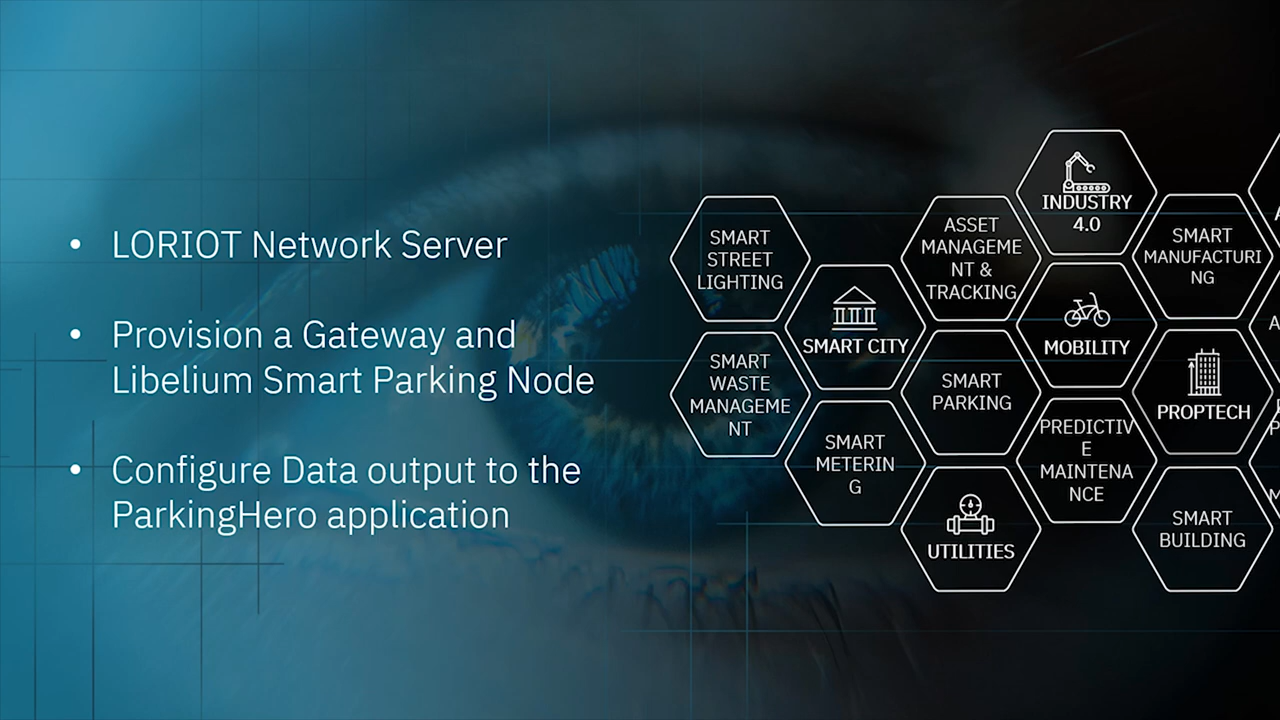 • LORIOT Network Server
• Provision a Gateway and
Libelium Smart Parking Node
• Configure Data output to the
ParkingHero application
SMART
STREET
LIGHTING
SMART
WASTE
MANAGEME
NT
SMART CITY
SMART
METERIN
G
ASSET
MANAGEME
NT &
TRACKING
SMART
PARKING
UTILITIES
INDUSTRY
4.0
MOBILITY
PREDICTIV
E
MAINTENA
NCE
SMART
MANUFACTURI
NG
PROPTECH
SMART
BUILDING